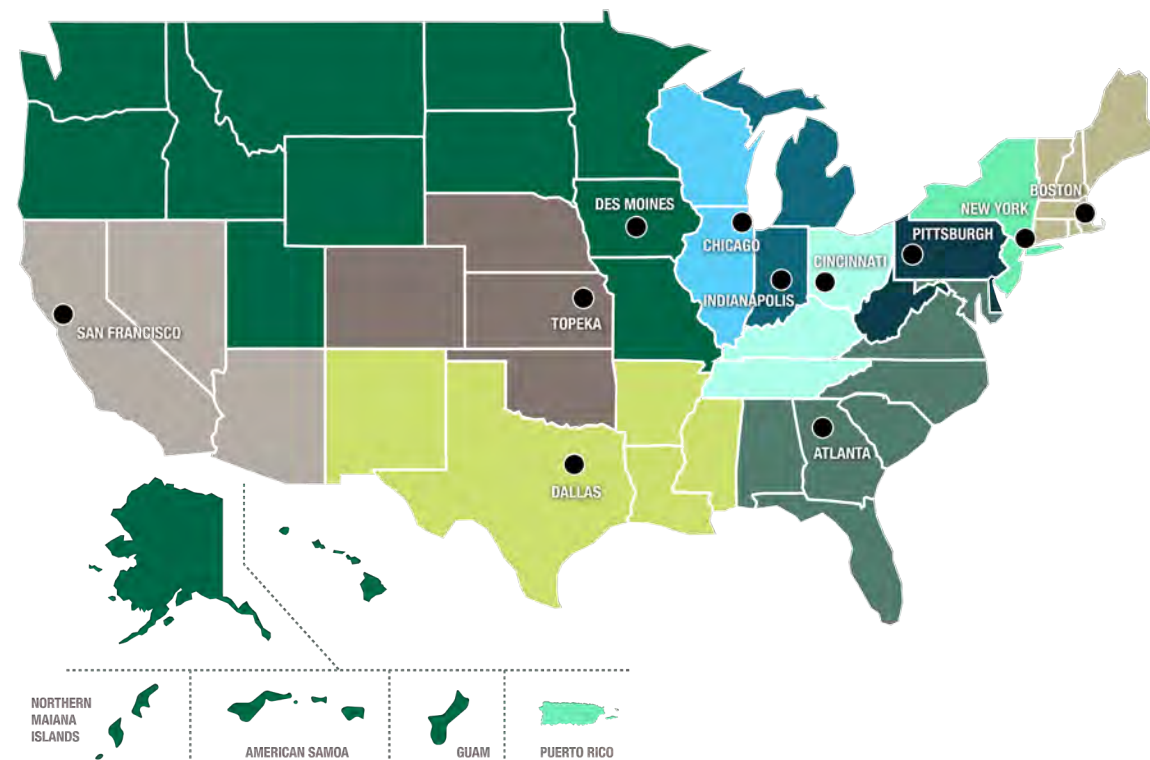 DES MOINES
BOSTON
NEW YORK
PITTSBURGH
CHICAGO
CINCINNATI
INDIANAPOLIS
TOPEKA
SAN FRANCISCO
ATLANTA
DALLAS
NORTHERN
MAIANA
ISLANDS
AMERICAN SAMOA
GUAM
PUERTO RICO